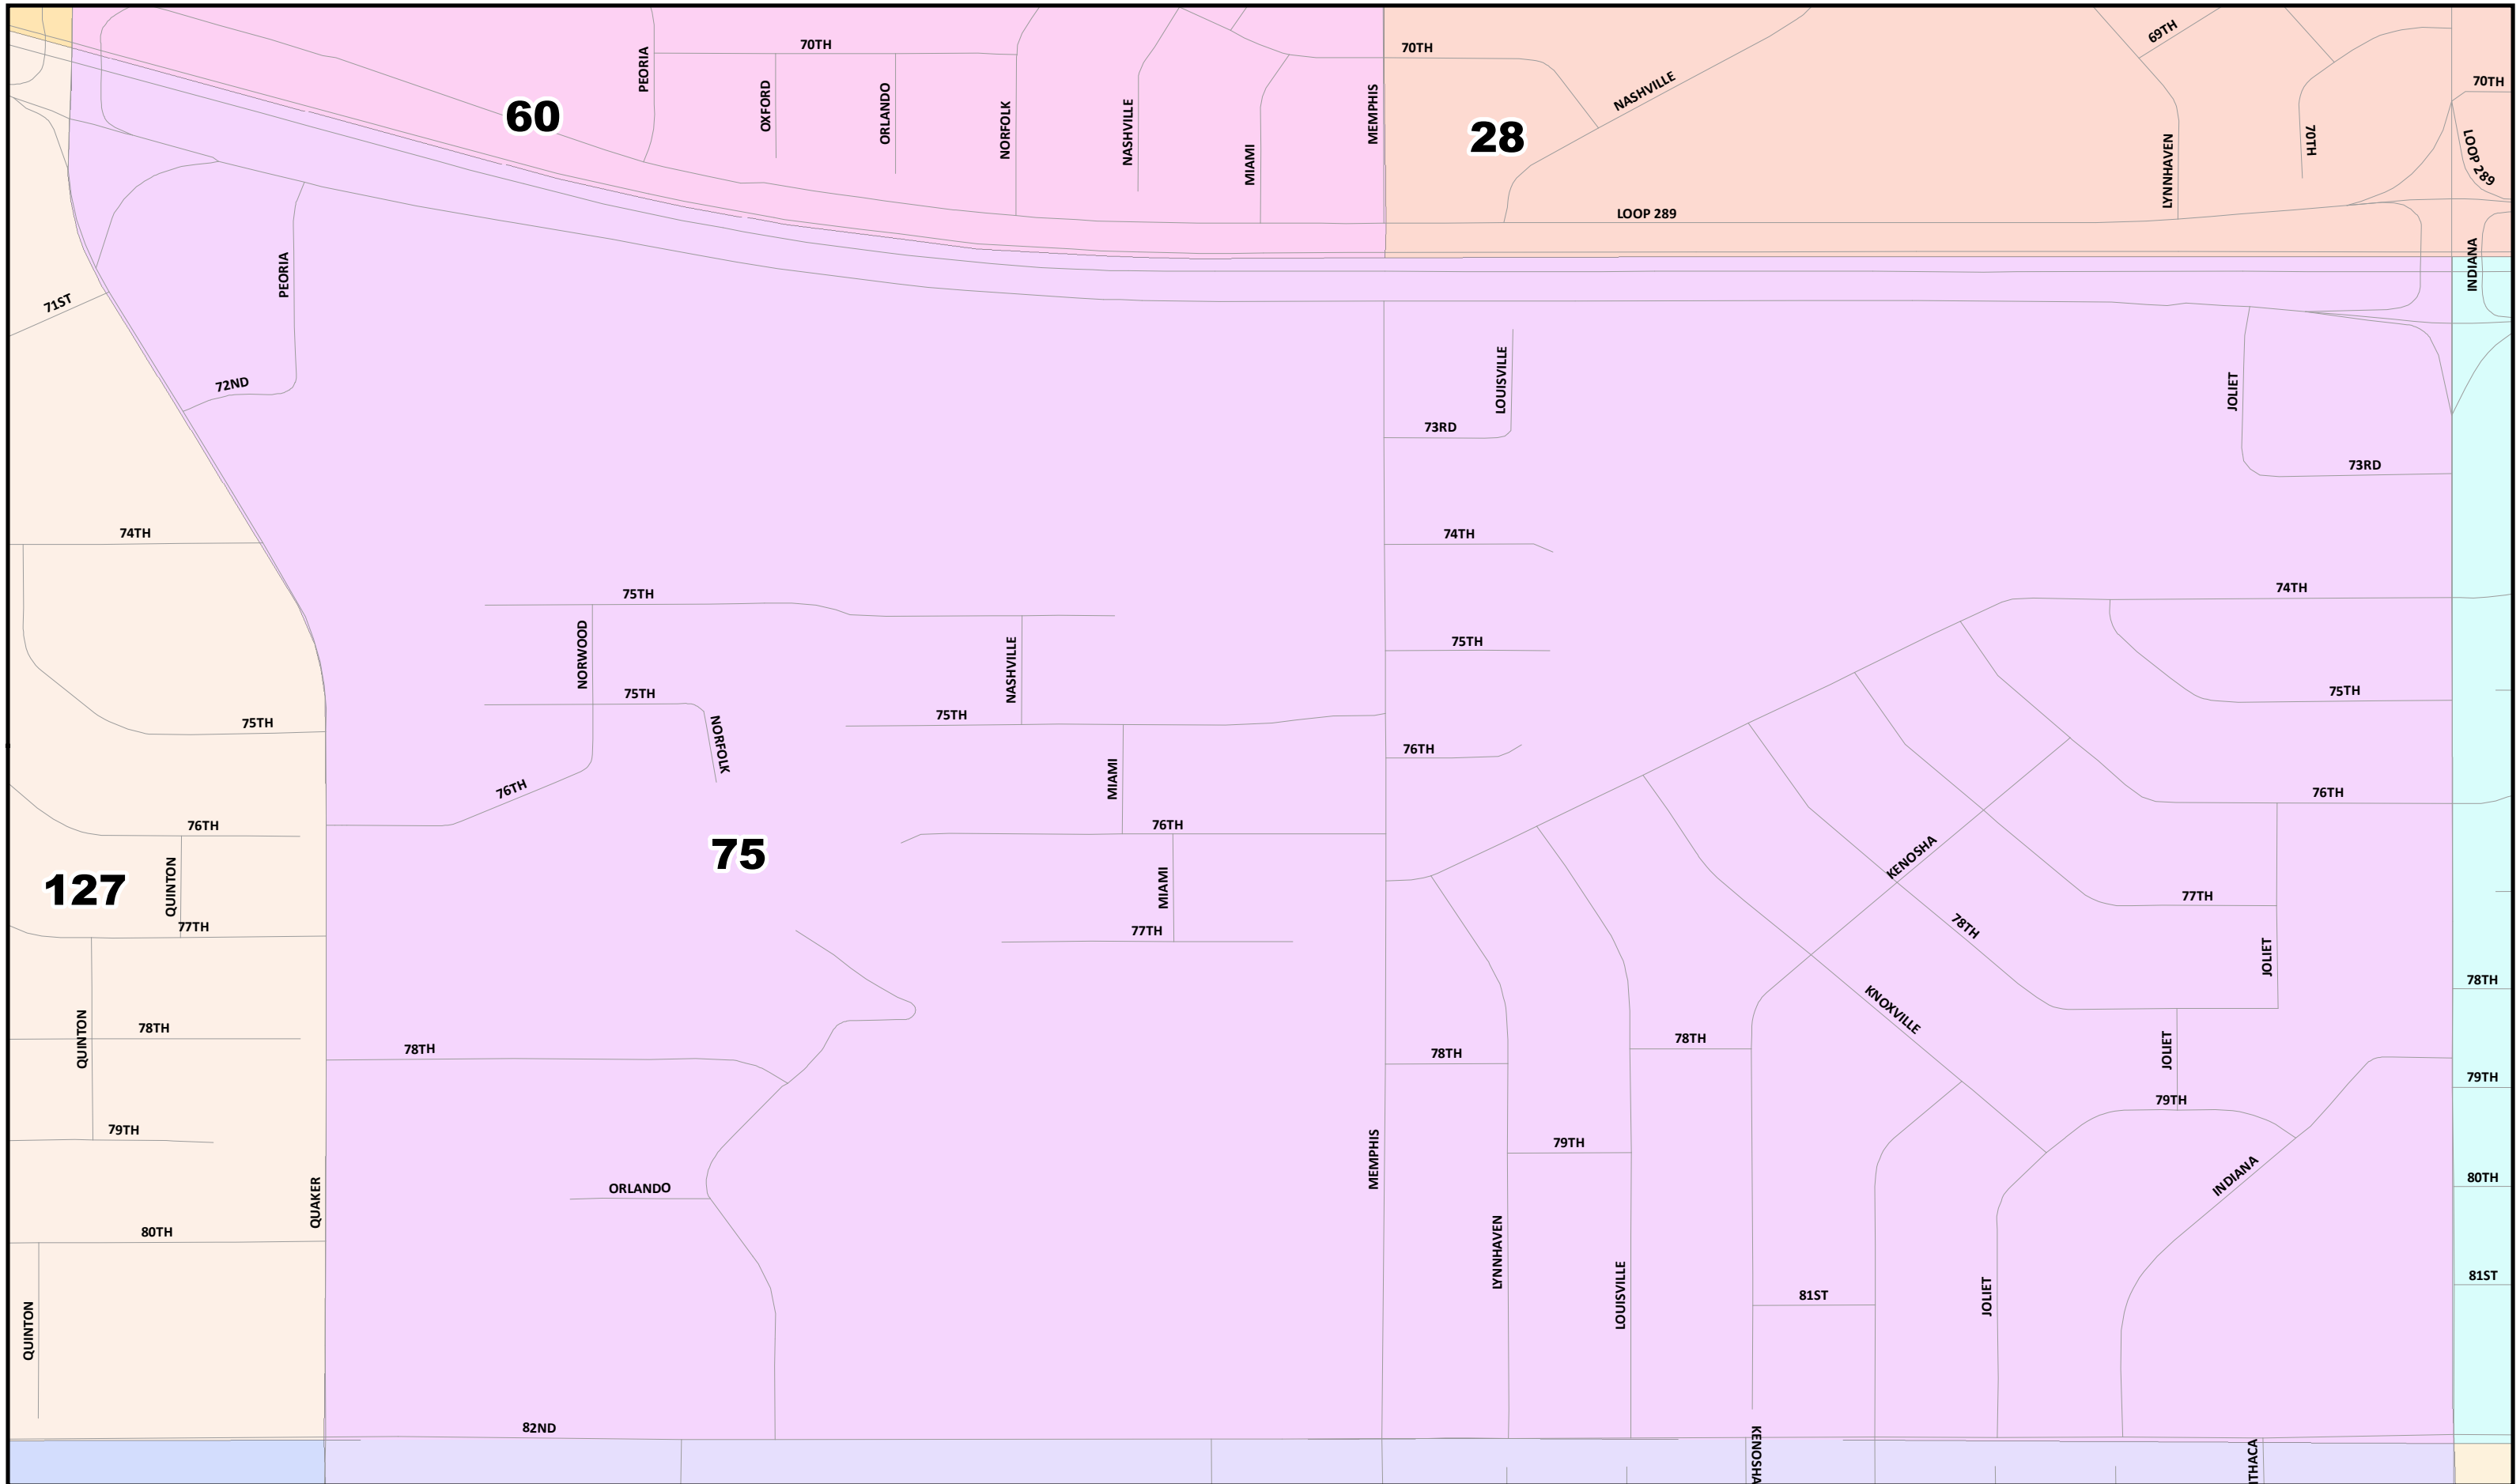 69TH
70TH
70TH
PEORIA
70TH
OXFORD
ORLANDO
NORFOLK
NASHVILLE
MIAMI
MEMPHIS
NASHVILLE
60
28
LYNNHAVEN
70TH
LOOP 289
LOOP 289
INDIANA
PEORIA
71ST
72ND
LOUISVILLE
JOLIET
73RD
73RD
74TH
74TH
74TH
75TH
NORWOOD
NASHVILLE
75TH
75TH
75TH
NORFOLK
75TH
75TH
76TH
76TH
MIAMI
76TH
76TH
76TH
75
127
QUINTON
MIAMI
KENOSHA
77TH
77TH
77TH
78TH
JOLIET
78TH
QUINTON
78TH
KNOXVILLE
78TH
78TH
78TH
JOLIET
79TH
79TH
79TH
79TH
MEMPHIS
INDIANA
80TH
ORLANDO
QUAKER
80TH
LYNNHAVEN
81ST
LOUISVILLE
81ST
JOLIET
QUINTON
82ND
KENOSHA
THACA